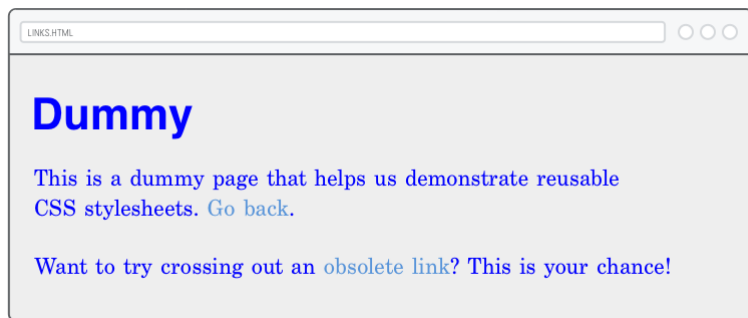 LINKS.HTML
Dummy
This is a dummy page that helps us demonstrate reusable
CSS stylesheets. Go back.
Want to try crossing out an obsolete link? This is your chance!